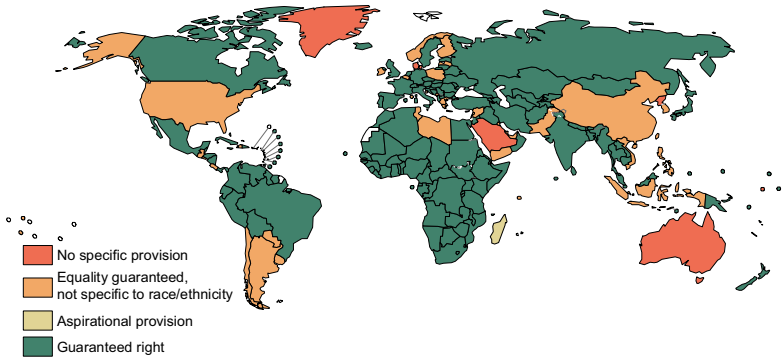 No specific provision
Equality guaranteed,
not specific to race/ethnicity
Aspirational provision
Guaranteed right